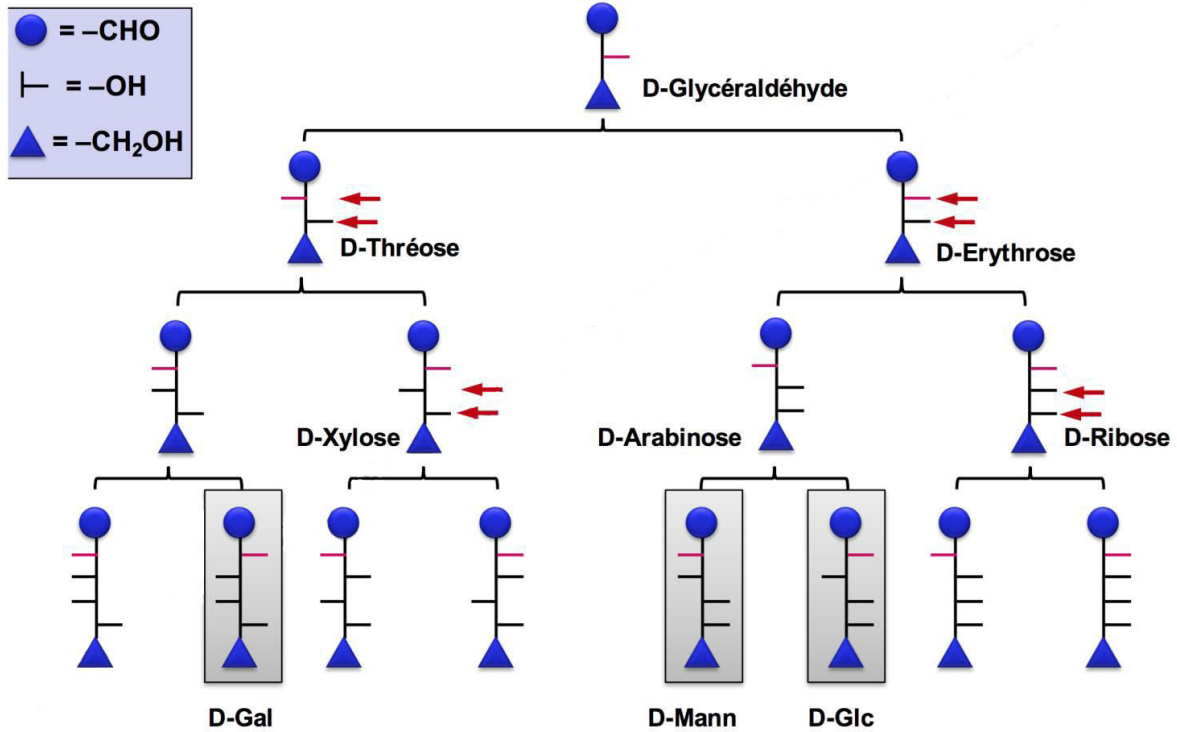 = –CHO
= –OH
= –CH₂OH
D-Glycéraldéhyde
D-Thréose
D-Erythrose
D-Xylose
D-Arabinose
D-Ribose
D-Gal
D-Mann
D-Glc